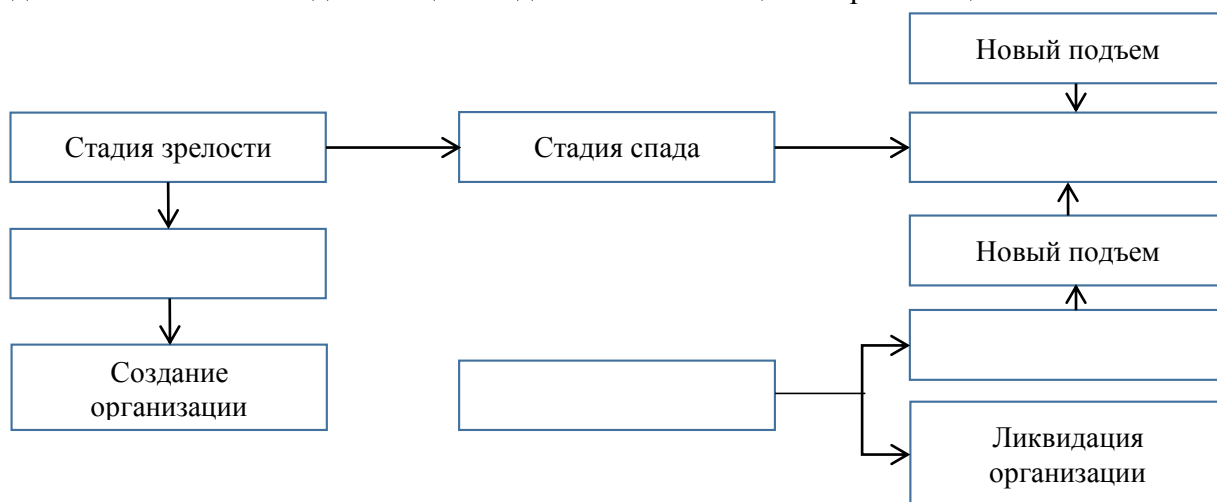 Новый подъем
Стадия зрелости
Стадия спада
Новый подъем
Создание
организации
Ликвидация
организации